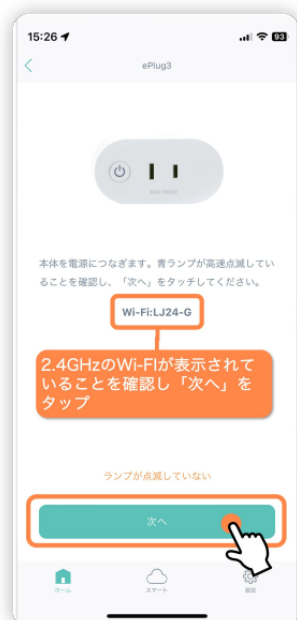 15:26
93
ePlug3
本体を電源につなぎます。青ランプが高速点滅してい
ることを確認し、「次へ」をタッチしてください。
Wi-Fi:LJ24-G
2.4GHzのWi-FIが表示されて
いることを確認し「次へ」を
タップ
ランプが点滅していない
次へ
ホーム
スマート
設定